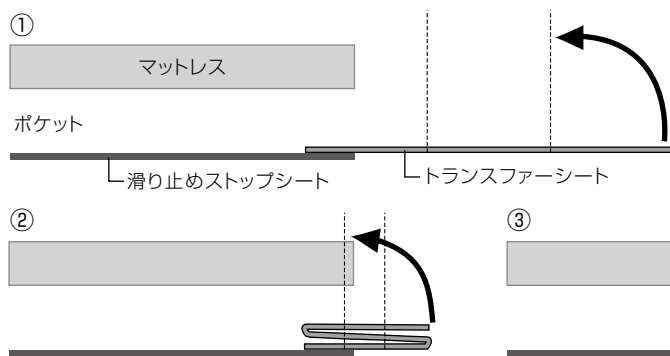 ①
マットレス
ポケット
滑り止めストップシート
トランスファーシート
②
③